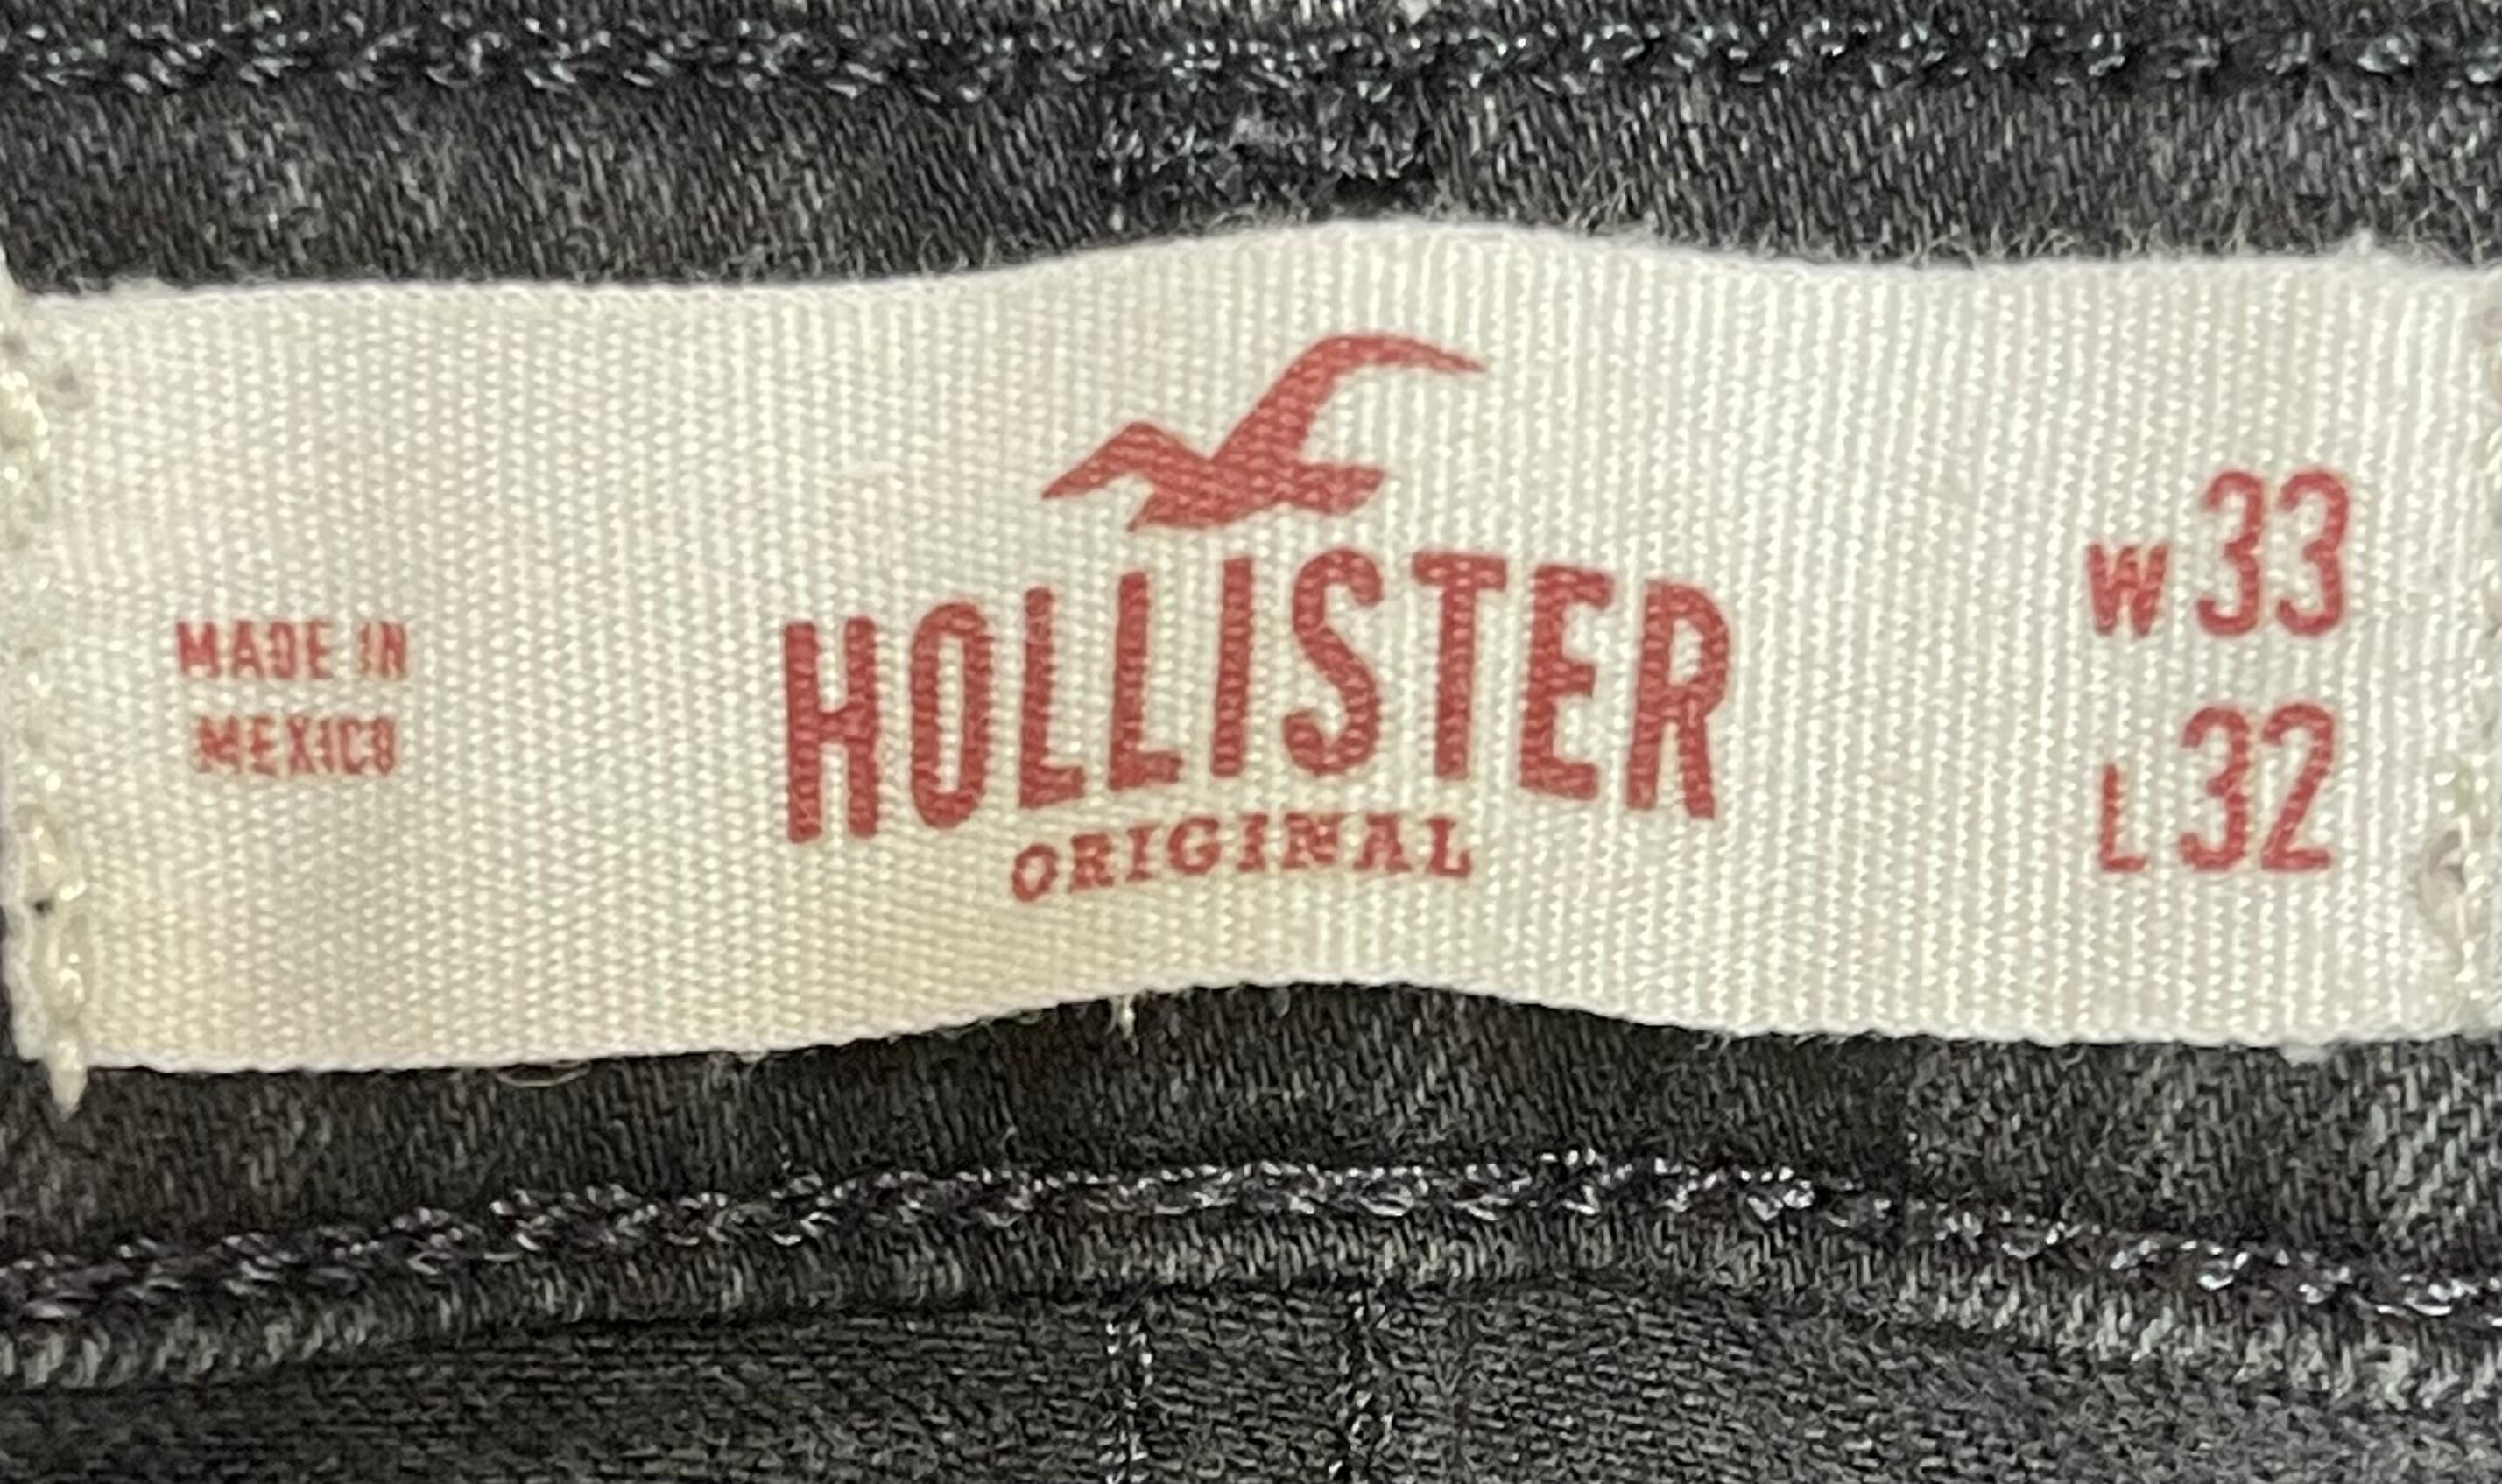 MADE IN
MEXICO
HOLLISTER
ORIGINAL
W 33
L 32